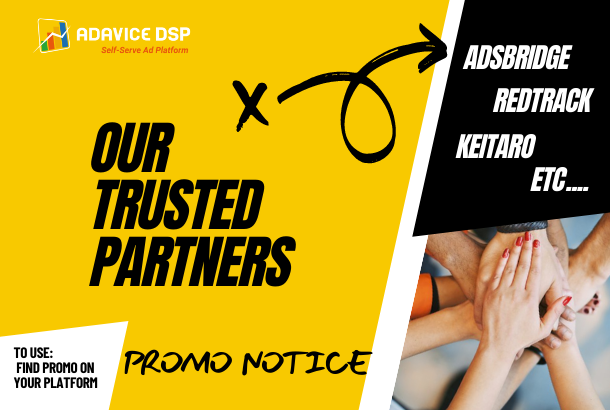 ADAVICE DSP
Self-Serve Ad Platform
ADSBRIDGE
REDTRACK
KEITARO
ETC....
OUR
TRUSTED
PARTNERS
TO USE:
FIND PROMO ON
YOUR PLATFORM
PROMO NOTICE